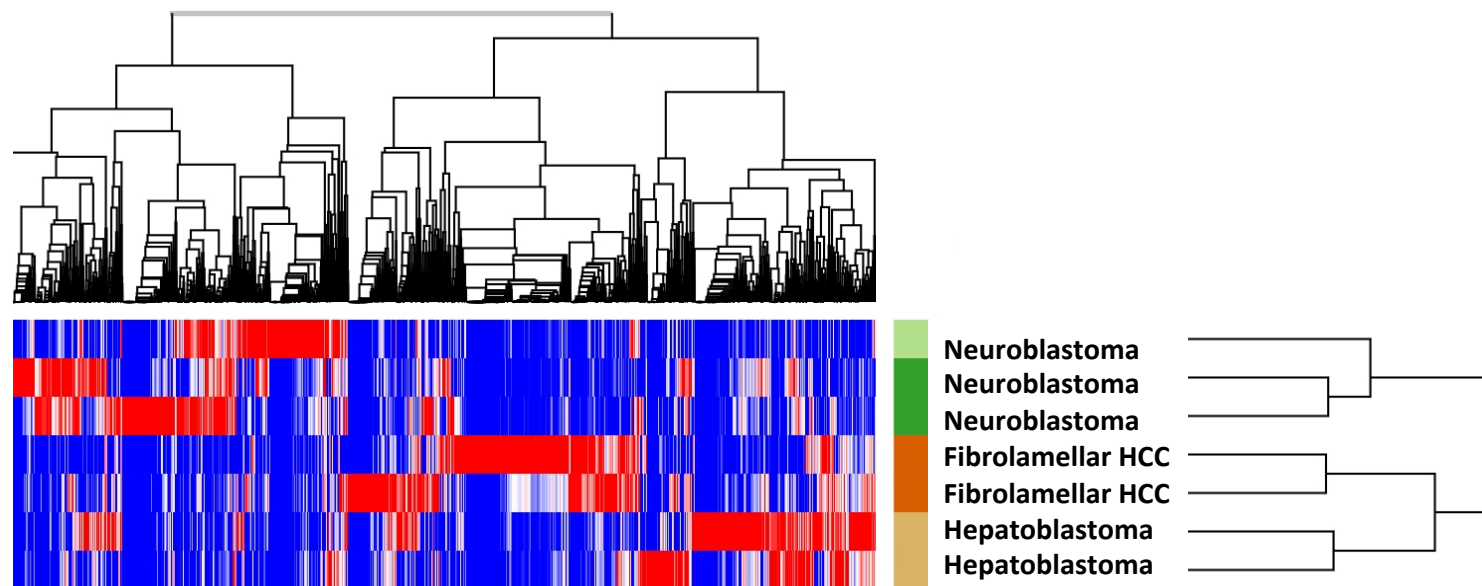 Neuroblastoma
Neuroblastoma
Neuroblastoma
Fibrolamellar HCC
Fibrolamellar HCC
Hepatoblastoma
Hepatoblastoma